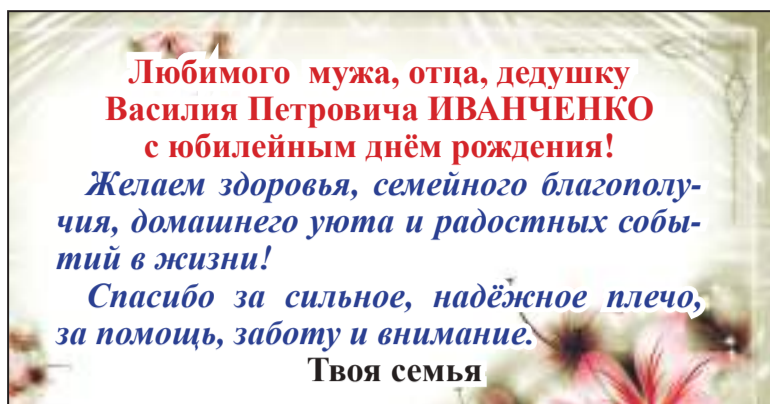 Любимого мужа, отца, дедушку
Василия Петровича ИВАНЧЕНКО
с юбилейным днём рождения!
Желаем здоровья, семейного благополу-
чия, домашнего уюта и радостных собы-
тий в жизни!
Спасибо за сильное, надёжное плечо,
за помощь, заботу и внимание.
Твоя семья